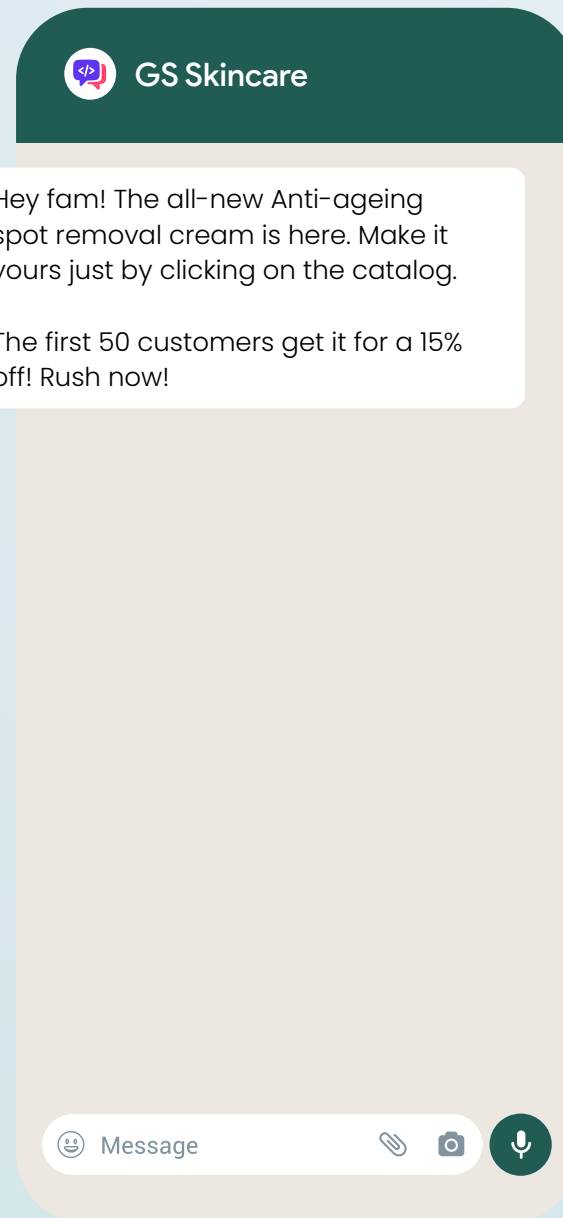 GS Skincare
Hey fam! The all-new Anti-ageing
spot removal cream is here. Make it
yours just by clicking on the catalog.
The first 50 customers get it for a 15%
off! Rush now!
Message